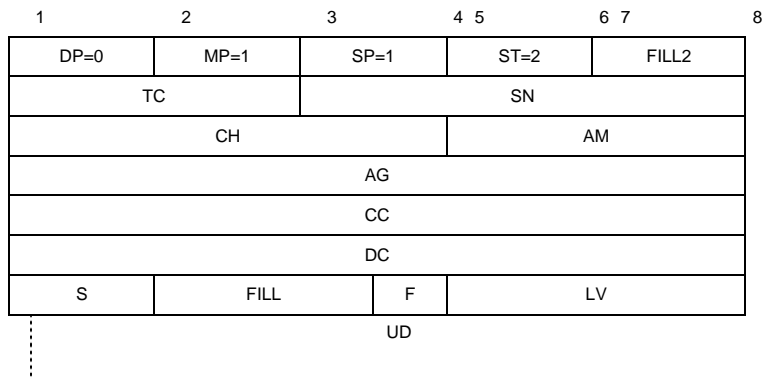 1 2 3 4 5 6 7 8
DP=0 MP=1 SP=1 ST=2 FILL2
TC SN
CH AM
AG
CC
DC
S FILL F LV
UD